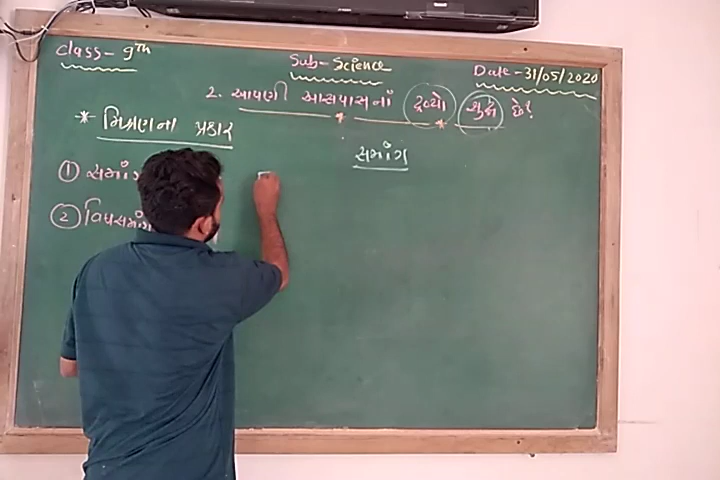 Class - 9th
Sub - Science
Date - 31/05/2020
2. આપણી આસપાસનાં દ્રવ્યો શુદ્ધ છે?
* મિશ્રણના પ્રકાર
સમાંગ
①
②